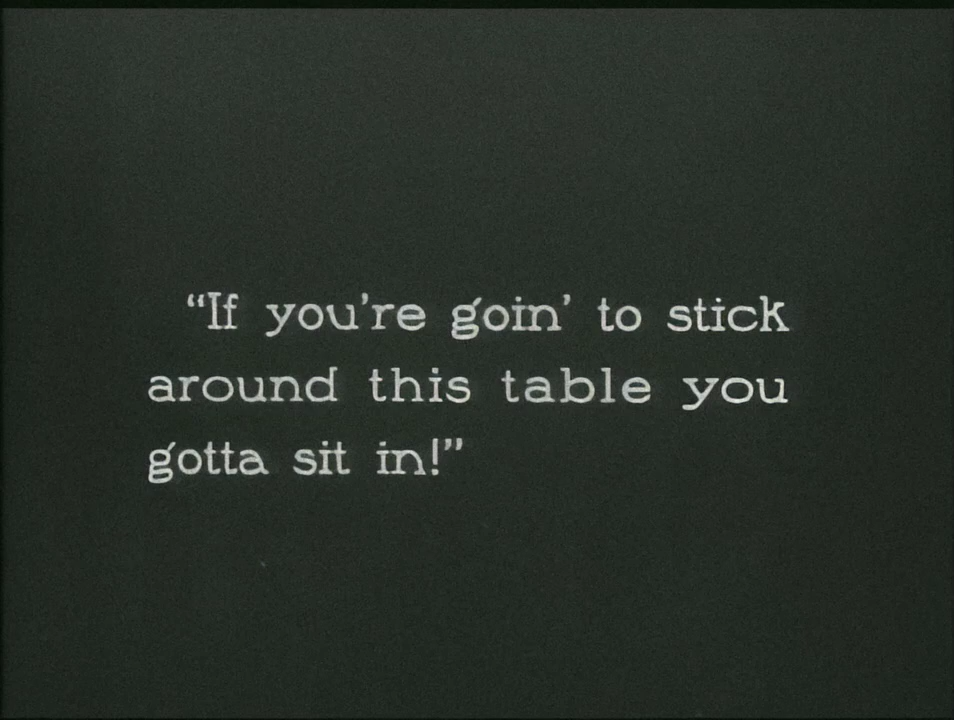 “If you’re goin’ to stick
around this table you
gotta sit in!”